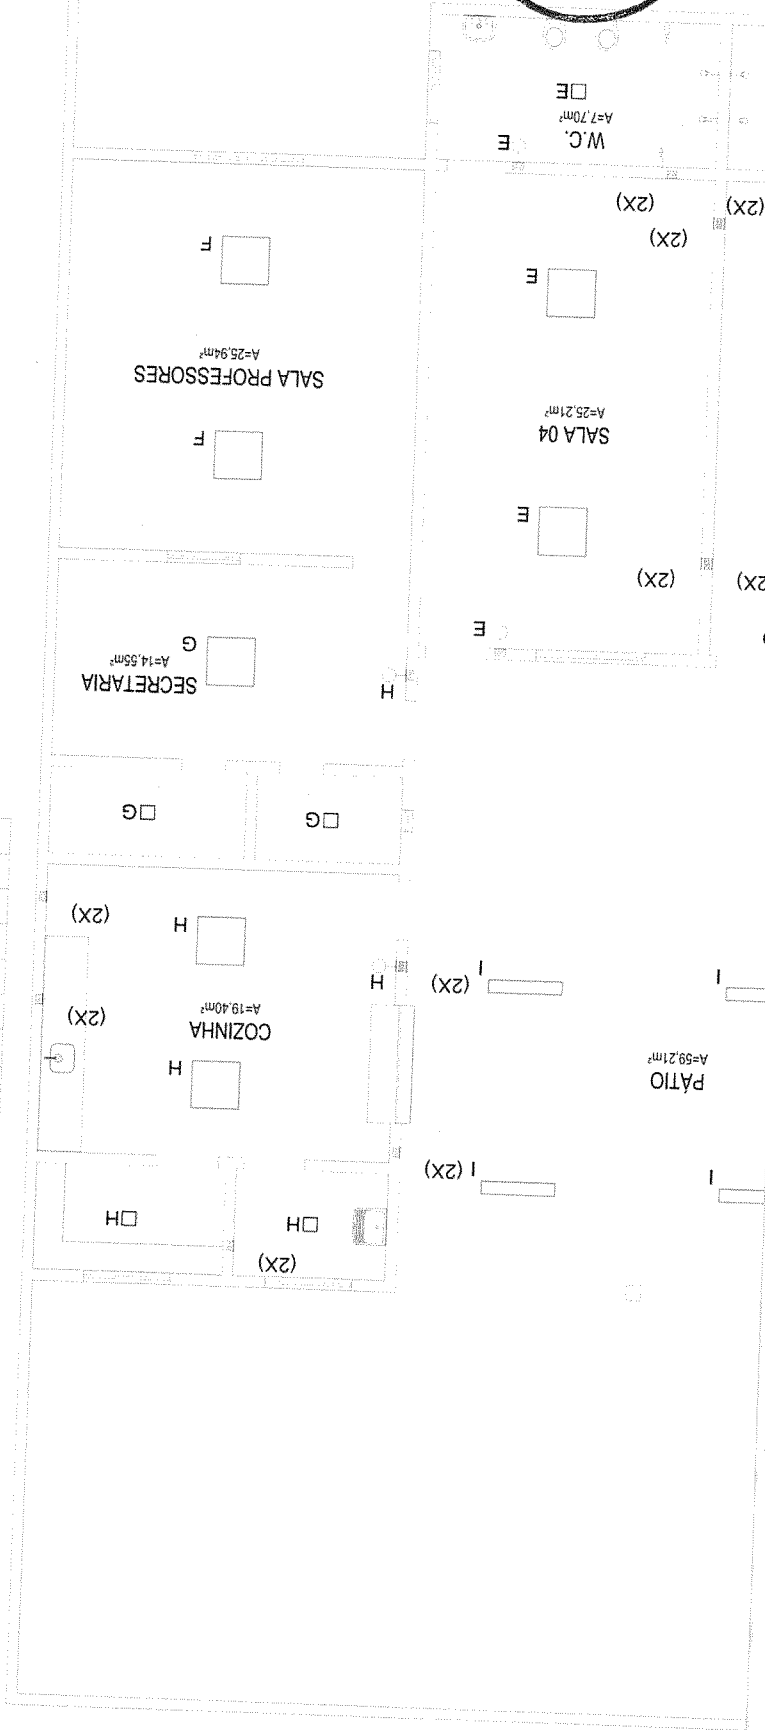 (2X)
H
H
I
I (2X)
PÁTIO
A=59,21m²
H
COZINHA
A=19,40m²
(2X)
I
I (2X)
H
H
(2X)
G
G
H
SECRETARIA
A=14,55m²
G
E
(2X)
(2X)
E
F
SALA 04
A=25,21m²
SALA PROFESSORES
A=25,94m²
E
F
(2X)
(2X)
(2X)
E
W.C.
A=7,70m²
E